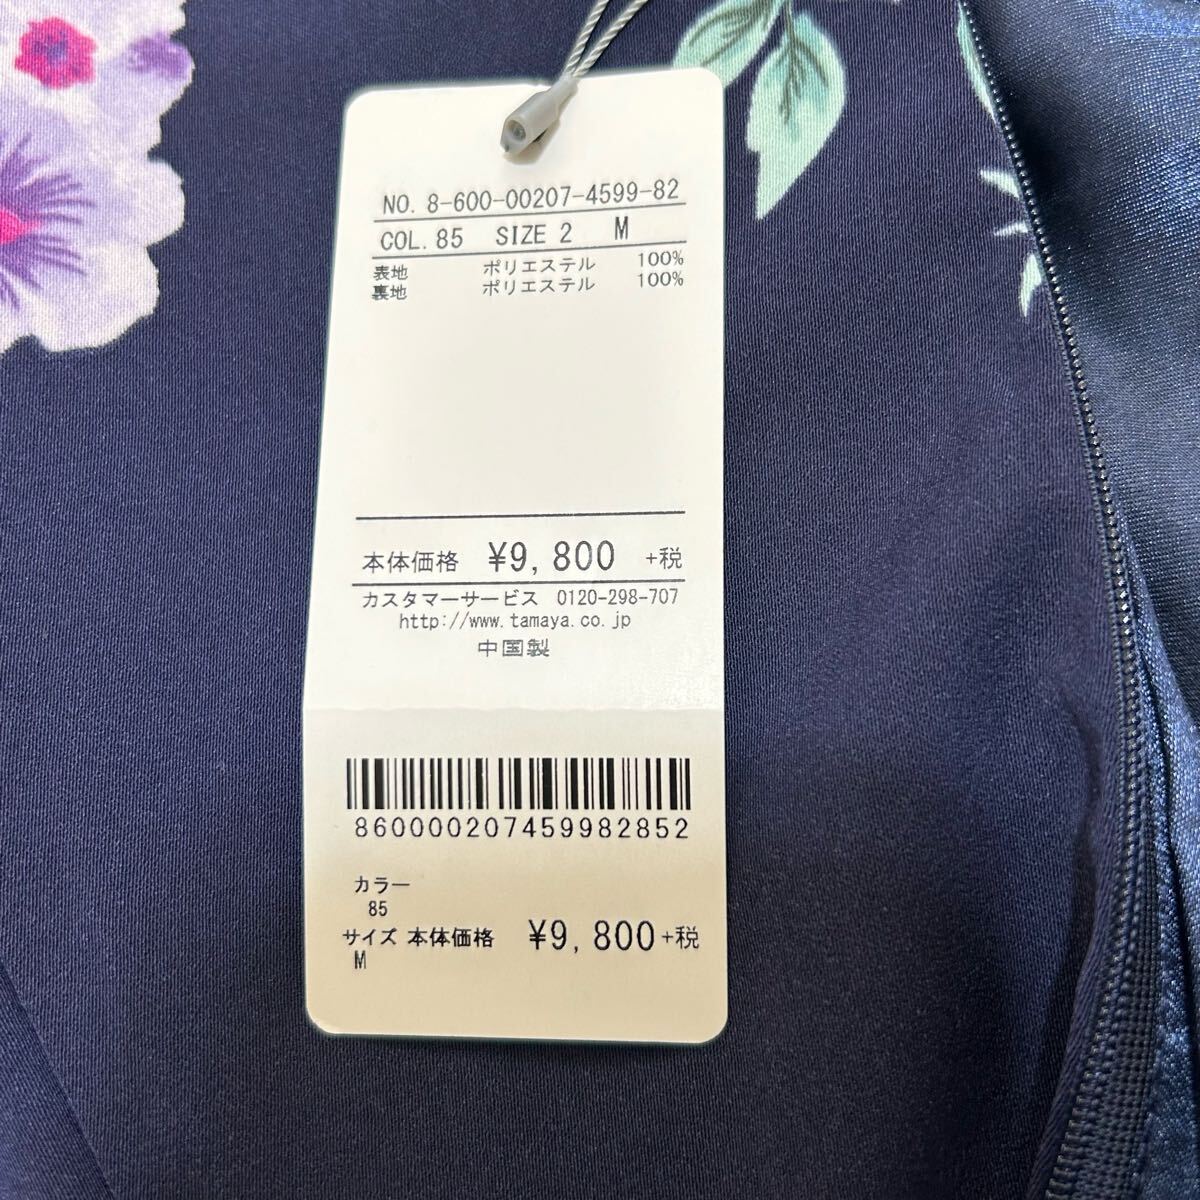 NO. 8-600-00207-4599-82
COL. 85 SIZE 2 M
表地 ポリエステル 100%
裏地 ポリエステル 100%
本体価格 ¥9,800 +税
カスタマーサービス 0120-298-707
http://www.tamaya.co.jp
中国製
860000207459982852
カラー
85
サイズ 本体価格 ¥9,800+税
M